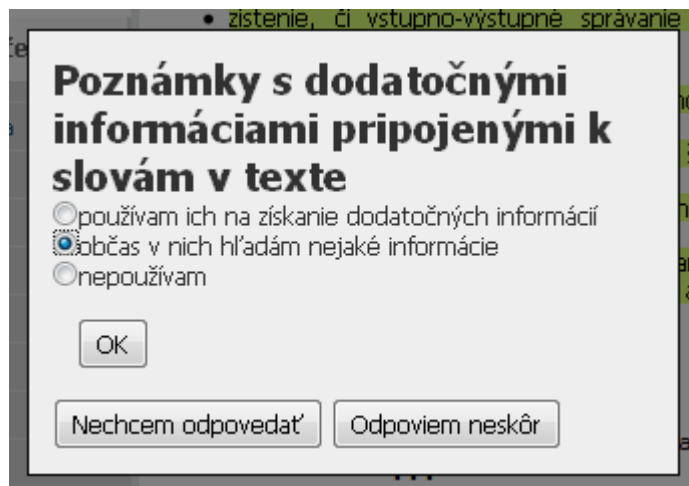 zistenie, či vstupno-výstupné správanie
Poznámky s dodatočnými
informáciami pripojenými k
slovám v texte
používam ich na získanie dodatočných informácií
občas v nich hľadám nejaké informácie
nepoužívam
OK
Nechcem odpovedať
Odpoviem neskôr